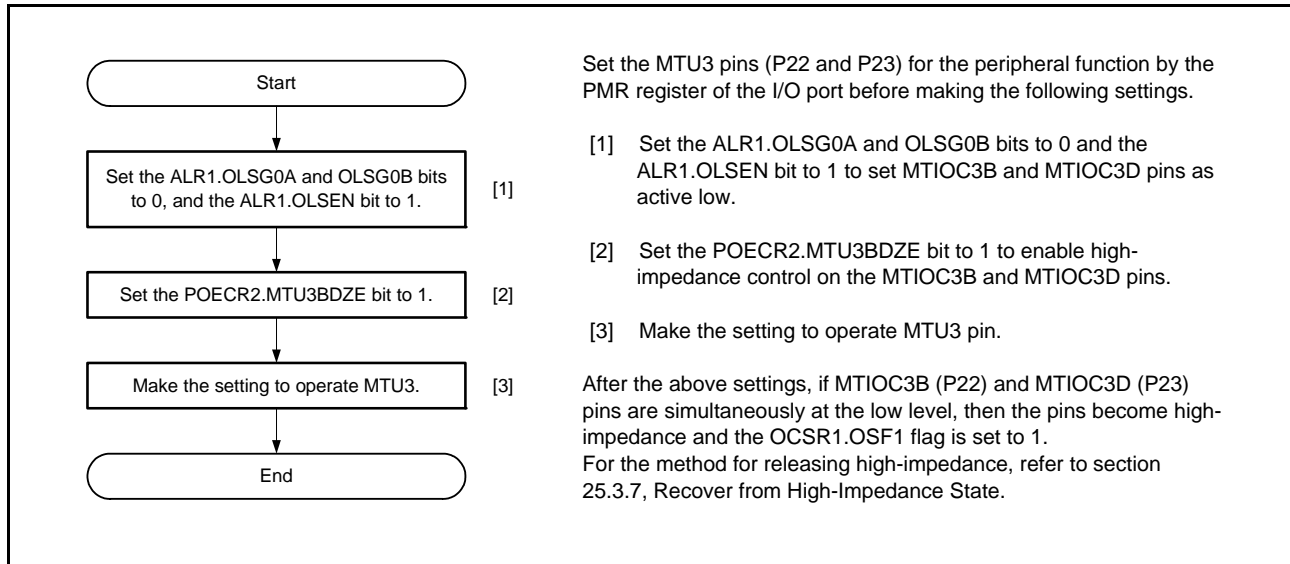 Start
Set the ALR1.OLSG0A and OLSG0B bits
to 0, and the ALR1.OLSEN bit to 1.
[1]
Set the POECR2.MTU3BDZE bit to 1.
[2]
Make the setting to operate MTU3.
[3]
End
Set the MTU3 pins (P22 and P23) for the peripheral function by the
PMR register of the I/O port before making the following settings.
[1] Set the ALR1.OLSG0A and OLSG0B bits to 0 and the
ALR1.OLSEN bit to 1 to set MTIOC3B and MTIOC3D pins as
active low.
[2] Set the POECR2.MTU3BDZE bit to 1 to enable high-
impedance control on the MTIOC3B and MTIOC3D pins.
[3] Make the setting to operate MTU3 pin.
After the above settings, if MTIOC3B (P22) and MTIOC3D (P23)
pins are simultaneously at the low level, then the pins become high-
impedance and the OCSR1.OSF1 flag is set to 1.
For the method for releasing high-impedance, refer to section
25.3.7, Recover from High-Impedance State.